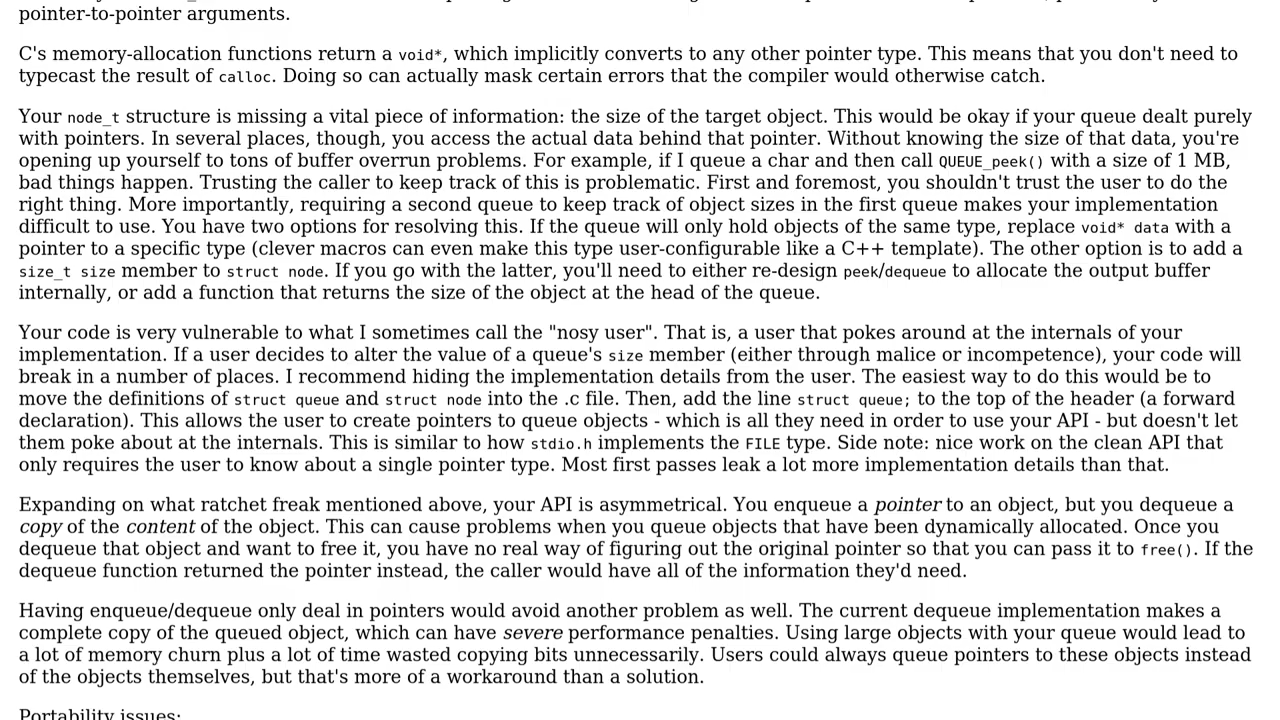 pointer-to-pointer arguments.
C's memory-allocation functions return a void*, which implicitly converts to any other pointer type. This means that you don't need to
typecast the result of calloc. Doing so can actually mask certain errors that the compiler would otherwise catch.
Your node_t structure is missing a vital piece of information: the size of the target object. This would be okay if your queue dealt purely
with pointers. In several places, though, you access the actual data behind that pointer. Without knowing the size of that data, you're
opening up yourself to tons of buffer overrun problems. For example, if I queue a char and then call QUEUE_peek() with a size of 1 MB,
bad things happen. Trusting the caller to keep track of this is problematic. First and foremost, you shouldn't trust the user to do the
right thing. More importantly, requiring a second queue to keep track of object sizes in the first queue makes your implementation
difficult to use. You have two options for resolving this. If the queue will only hold objects of the same type, replace void* data with a
pointer to a specific type (clever macros can even make this type user-configurable like a C++ template). The other option is to add a
size_t size member to struct node. If you go with the latter, you'll need to either re-design peek/dequeue to allocate the output buffer
internally, or add a function that returns the size of the object at the head of the queue.
Your code is very vulnerable to what I sometimes call the "nosy user". That is, a user that pokes around at the internals of your
implementation. If a user decides to alter the value of a queue's size member (either through malice or incompetence), your code will
break in a number of places. I recommend hiding the implementation details from the user. The easiest way to do this would be to
move the definitions of struct queue and struct node into the .c file. Then, add the line struct queue; to the top of the header (a forward
declaration). This allows the user to create pointers to queue objects - which is all they need in order to use your API - but doesn't let
them poke about at the internals. This is similar to how stdio.h implements the FILE type. Side note: nice work on the clean API that
only requires the user to know about a single pointer type. Most first passes leak a lot more implementation details than that.
Expanding on what ratchet freak mentioned above, your API is asymmetrical. You enqueue a pointer to an object, but you dequeue a
copy of the content of the object. This can cause problems when you queue objects that have been dynamically allocated. Once you
dequeue that object and want to free it, you have no real way of figuring out the original pointer so that you can pass it to free(). If the
dequeue function returned the pointer instead, the caller would have all of the information they'd need.
Having enqueue/dequeue only deal in pointers would avoid another problem as well. The current dequeue implementation makes a
complete copy of the queued object, which can have severe performance penalties. Using large objects with your queue would lead to
a lot of memory churn plus a lot of time wasted copying bits unnecessarily. Users could always queue pointers to these objects instead
of the objects themselves, but that's more of a workaround than a solution.
Portability issues: